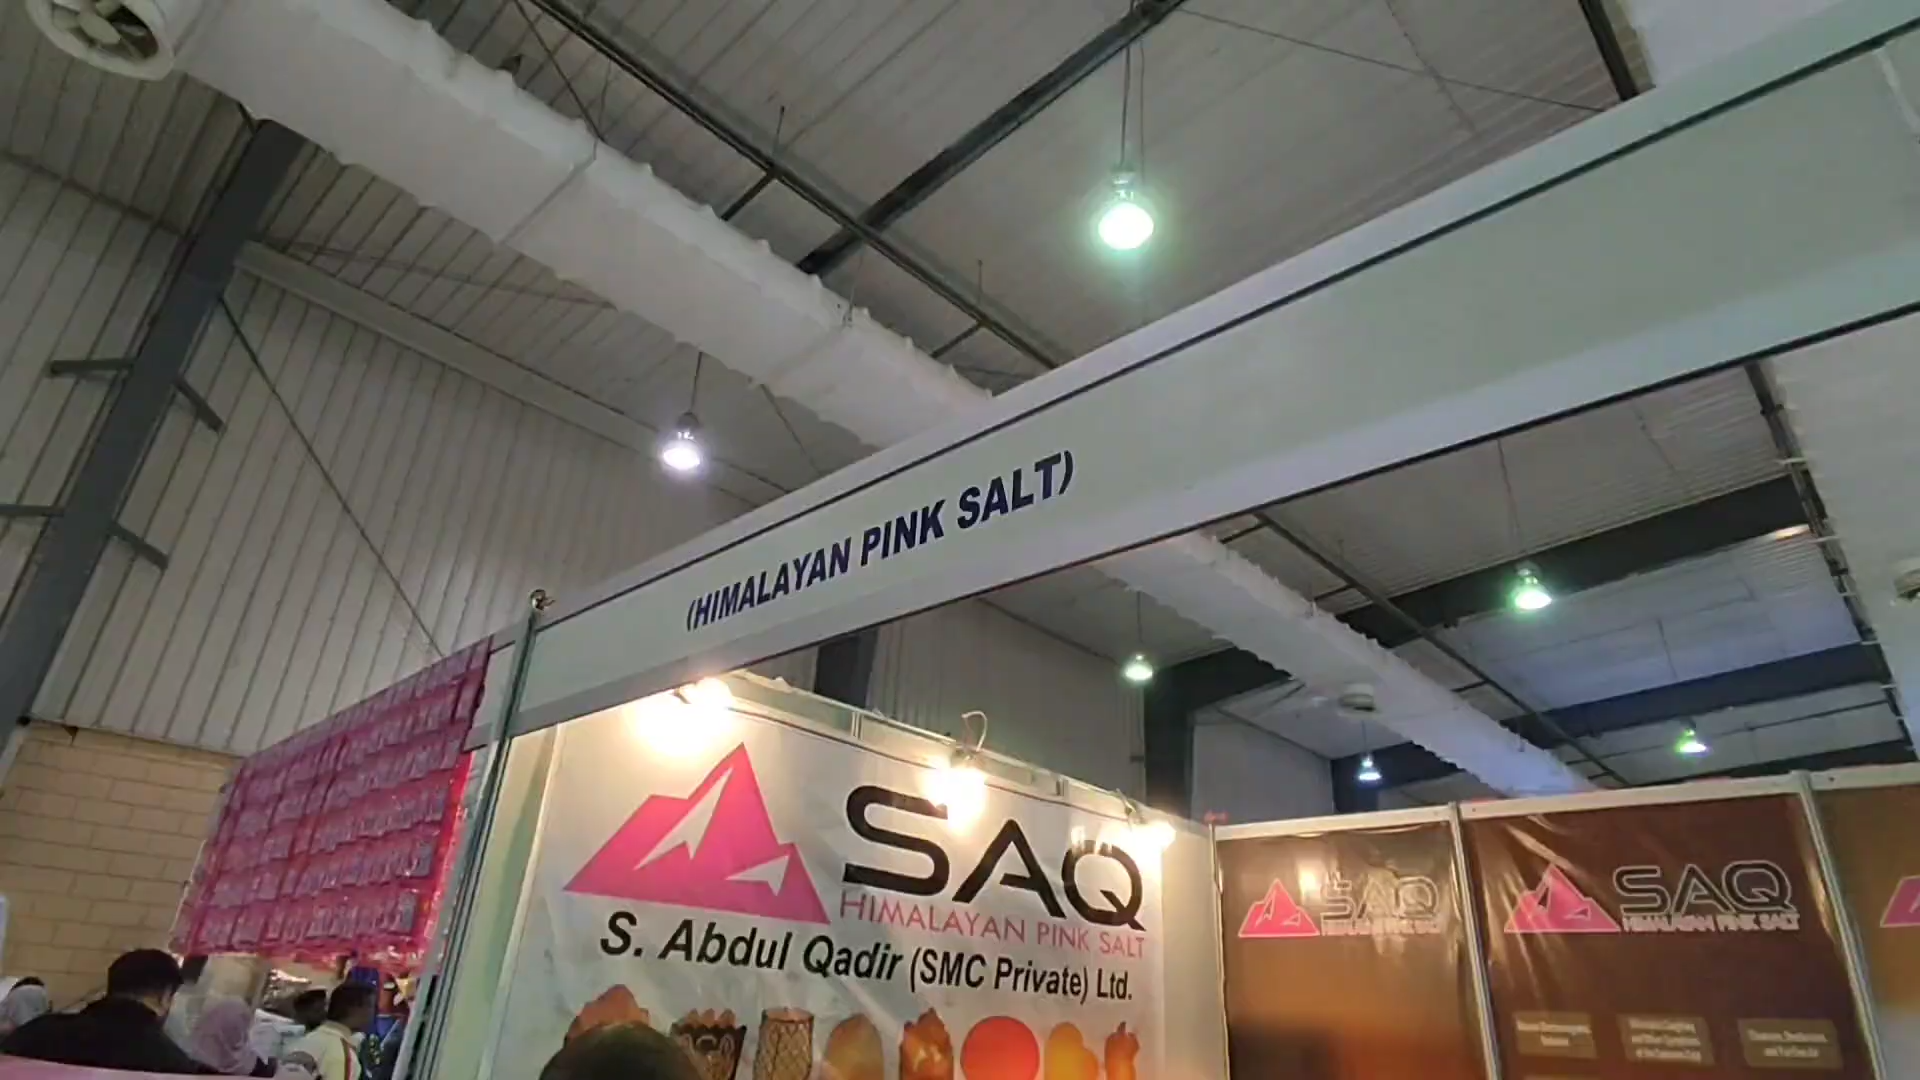 (HIMALAYAN PINK SALT)
SAQ
HIMALAYAN PINK SALT
S. Abdul Qadir (SMC Private) Ltd.
SAQ
HIMALAYAN PINK SALT
SAQ
HIMALAYAN PINK SALT